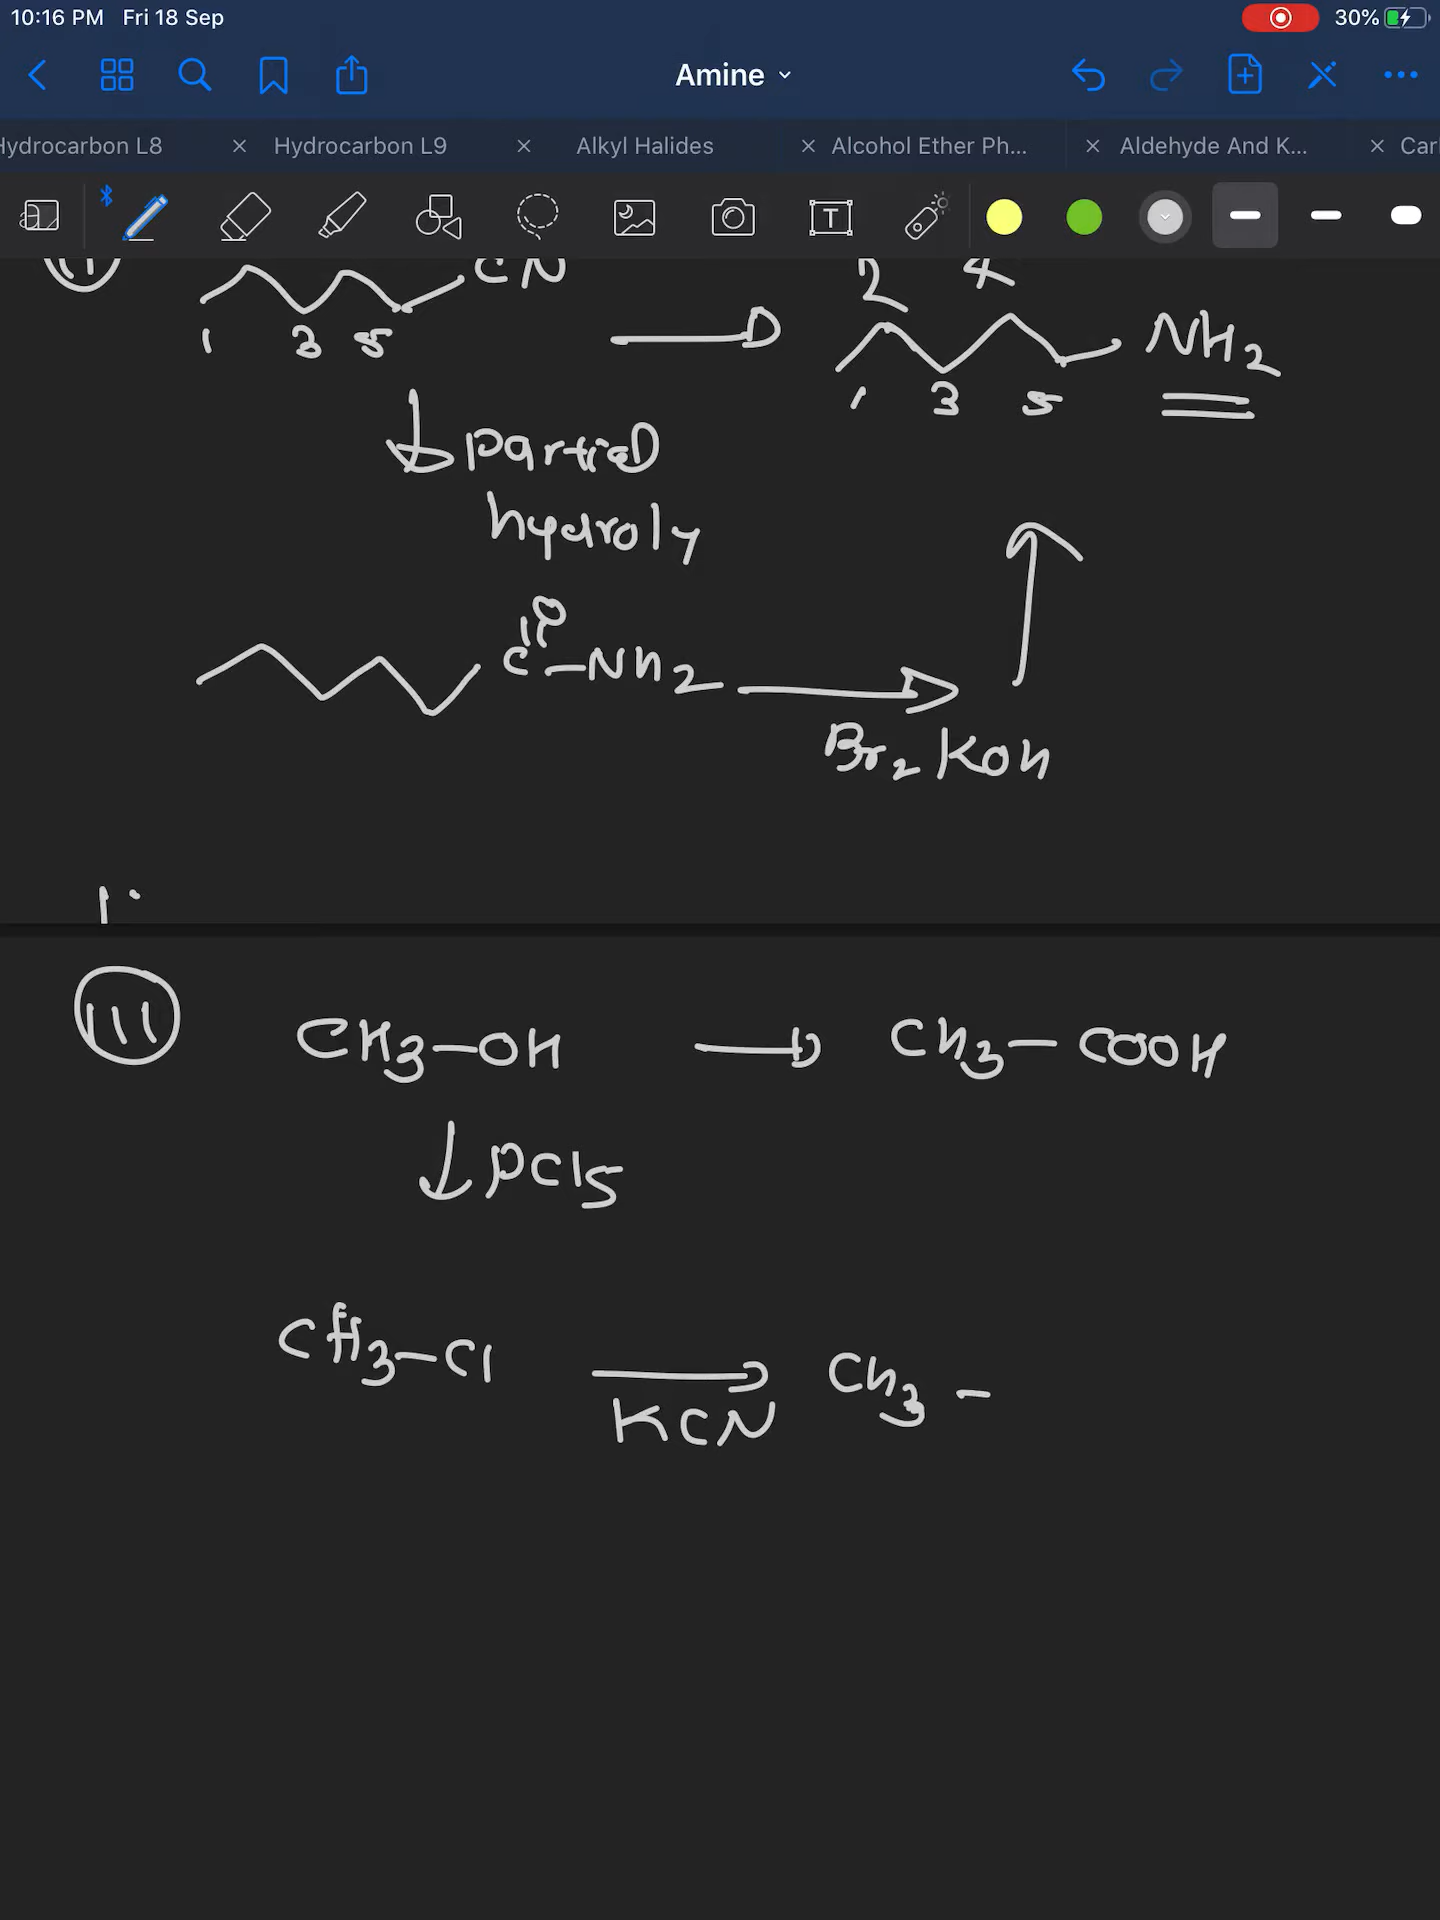 10:16 PM Fri 18 Sep 30%
Amine
Hydrocarbon L8 Hydrocarbon L9 Alkyl Halides Alcohol Ether Ph... Aldehyde And K... Car
T
CN 2 4
1 3 5 NH2
1 3 5
partial
hydroly
O
C-NH2
Br2 KOH
III CH3-OH → CH3-COOH
↓ PCl5
CH3-Cl → CH3 -
KCN